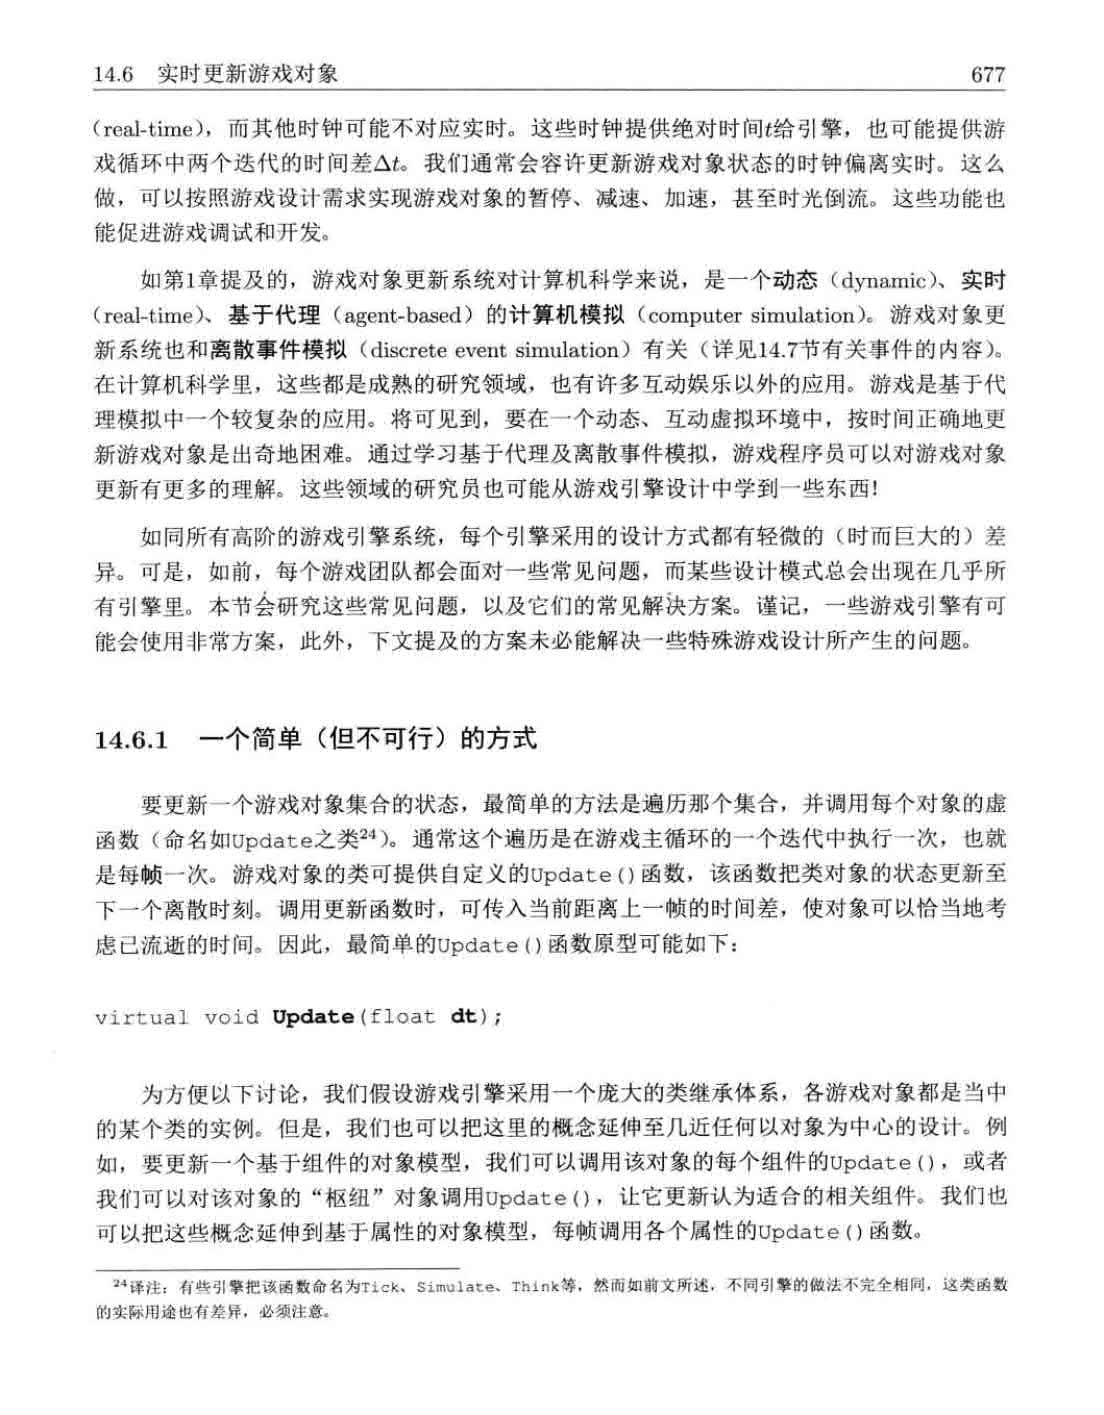 14.6 实时更新游戏对象 677
（real-time），而其他时钟可能不对应实时。这些时钟提供绝对时间t给引擎，也可能提供游
戏循环中两个迭代的时间差Δt。我们通常会容许更新游戏对象状态的时钟偏离实时。这么
做，可以按照游戏设计需求实现游戏对象的暂停、减速、加速，甚至时光倒流。这些功能也
能促进游戏调试和开发。
如第1章提及的，游戏对象更新系统对计算机科学来说，是一个动态（dynamic）、实时
（real-time）、基于代理（agent-based）的计算机模拟（computer simulation）。游戏对象更
新系统也和离散事件模拟（discrete event simulation）有关（详见14.7节有关事件的内容）。
在计算机科学里，这些都是成熟的研究领域，也有许多互动娱乐以外的应用。游戏是基于代
理模拟中一个较复杂的应用。将可见到，要在一个动态、互动虚拟环境中，按时间正确地更
新游戏对象是出奇地困难。通过学习基于代理及离散事件模拟，游戏程序员可以对游戏对象
更新有更多的理解。这些领域的研究员也可能从游戏引擎设计中学到一些东西！
如同所有高阶的游戏引擎系统，每个引擎采用的设计方式都有轻微的（时而巨大的）差
异。可是，如前，每个游戏团队都会面对一些常见问题，而某些设计模式总会出现在几乎所
有引擎里。本节会研究这些常见问题，以及它们的常见解决方案。谨记，一些游戏引擎有可
能会使用非常方案，此外，下文提及的方案未必能解决一些特殊游戏设计所产生的问题。
14.6.1 一个简单（但不可行）的方式
要更新一个游戏对象集合的状态，最简单的方法是遍历那个集合，并调用每个对象的虚
函数（命名如Update之类24）。通常这个遍历是在游戏主循环的一个迭代中执行一次，也就
是每帧一次。游戏对象的类可提供自定义的Update()函数，该函数把类对象的状态更新至
下一个离散时刻。调用更新函数时，可传入当前距离上一帧的时间差，使对象可以恰当地考
虑已流逝的时间。因此，最简单的Update()函数原型可能如下：
virtual void Update(float dt);
为方便以下讨论，我们假设游戏引擎采用一个庞大的类继承体系，各游戏对象都是当中
的某个类的实例。但是，我们也可以把这里的概念延伸至几近任何以对象为中心的设计。例
如，要更新一个基于组件的对象模型，我们可以调用该对象的每个组件的Update()，或者
我们可以对该对象的“枢纽”对象调用Update()，让它更新认为适合的相关组件。我们也
可以把这些概念延伸到基于属性的对象模型，每帧调用各个属性的Update()函数。
24译注：有些引擎把该函数命名为Tick、Simulate、Think等，然而如前文所述，不同引擎的做法不完全相同，这类函数
的实际用途也有差异，必须注意。